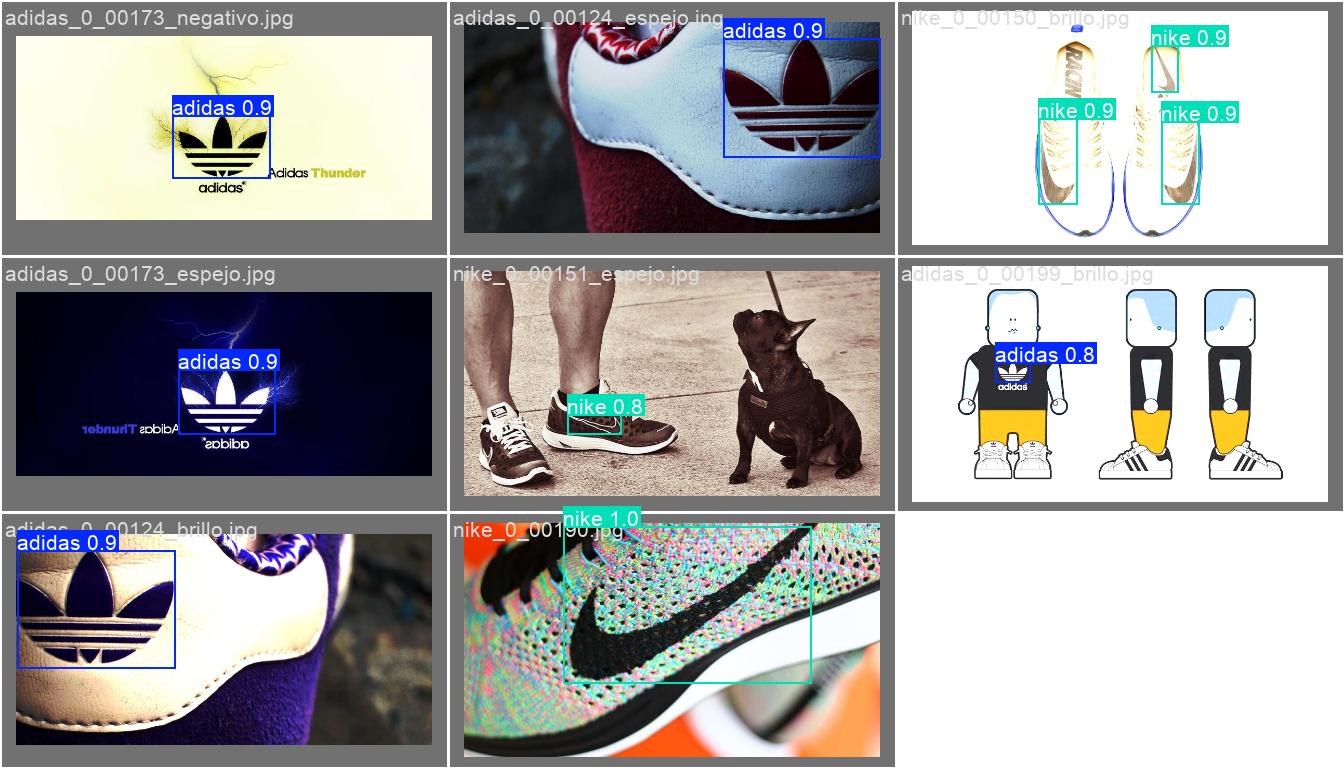 adidas_0_00173_negativo.jpg
adidas 0.9
Adidas Thunder
adidas®
adidas_0_00124_espejo.jpg
adidas 0.9
nike_0_00150_brillo.jpg
nike 0.9
nike 0.9
nike 0.9
RACIN
adidas_0_00173_espejo.jpg
adidas 0.9
Adidas Thunder
adidas®
nike_0_00151_espejo.jpg
nike 0.8
adidas_0_00199_brillo.jpg
adidas 0.8
adidas
adidas_0_00124_brillo.jpg
adidas 0.9
nike_0_00190.jpg
nike 1.0